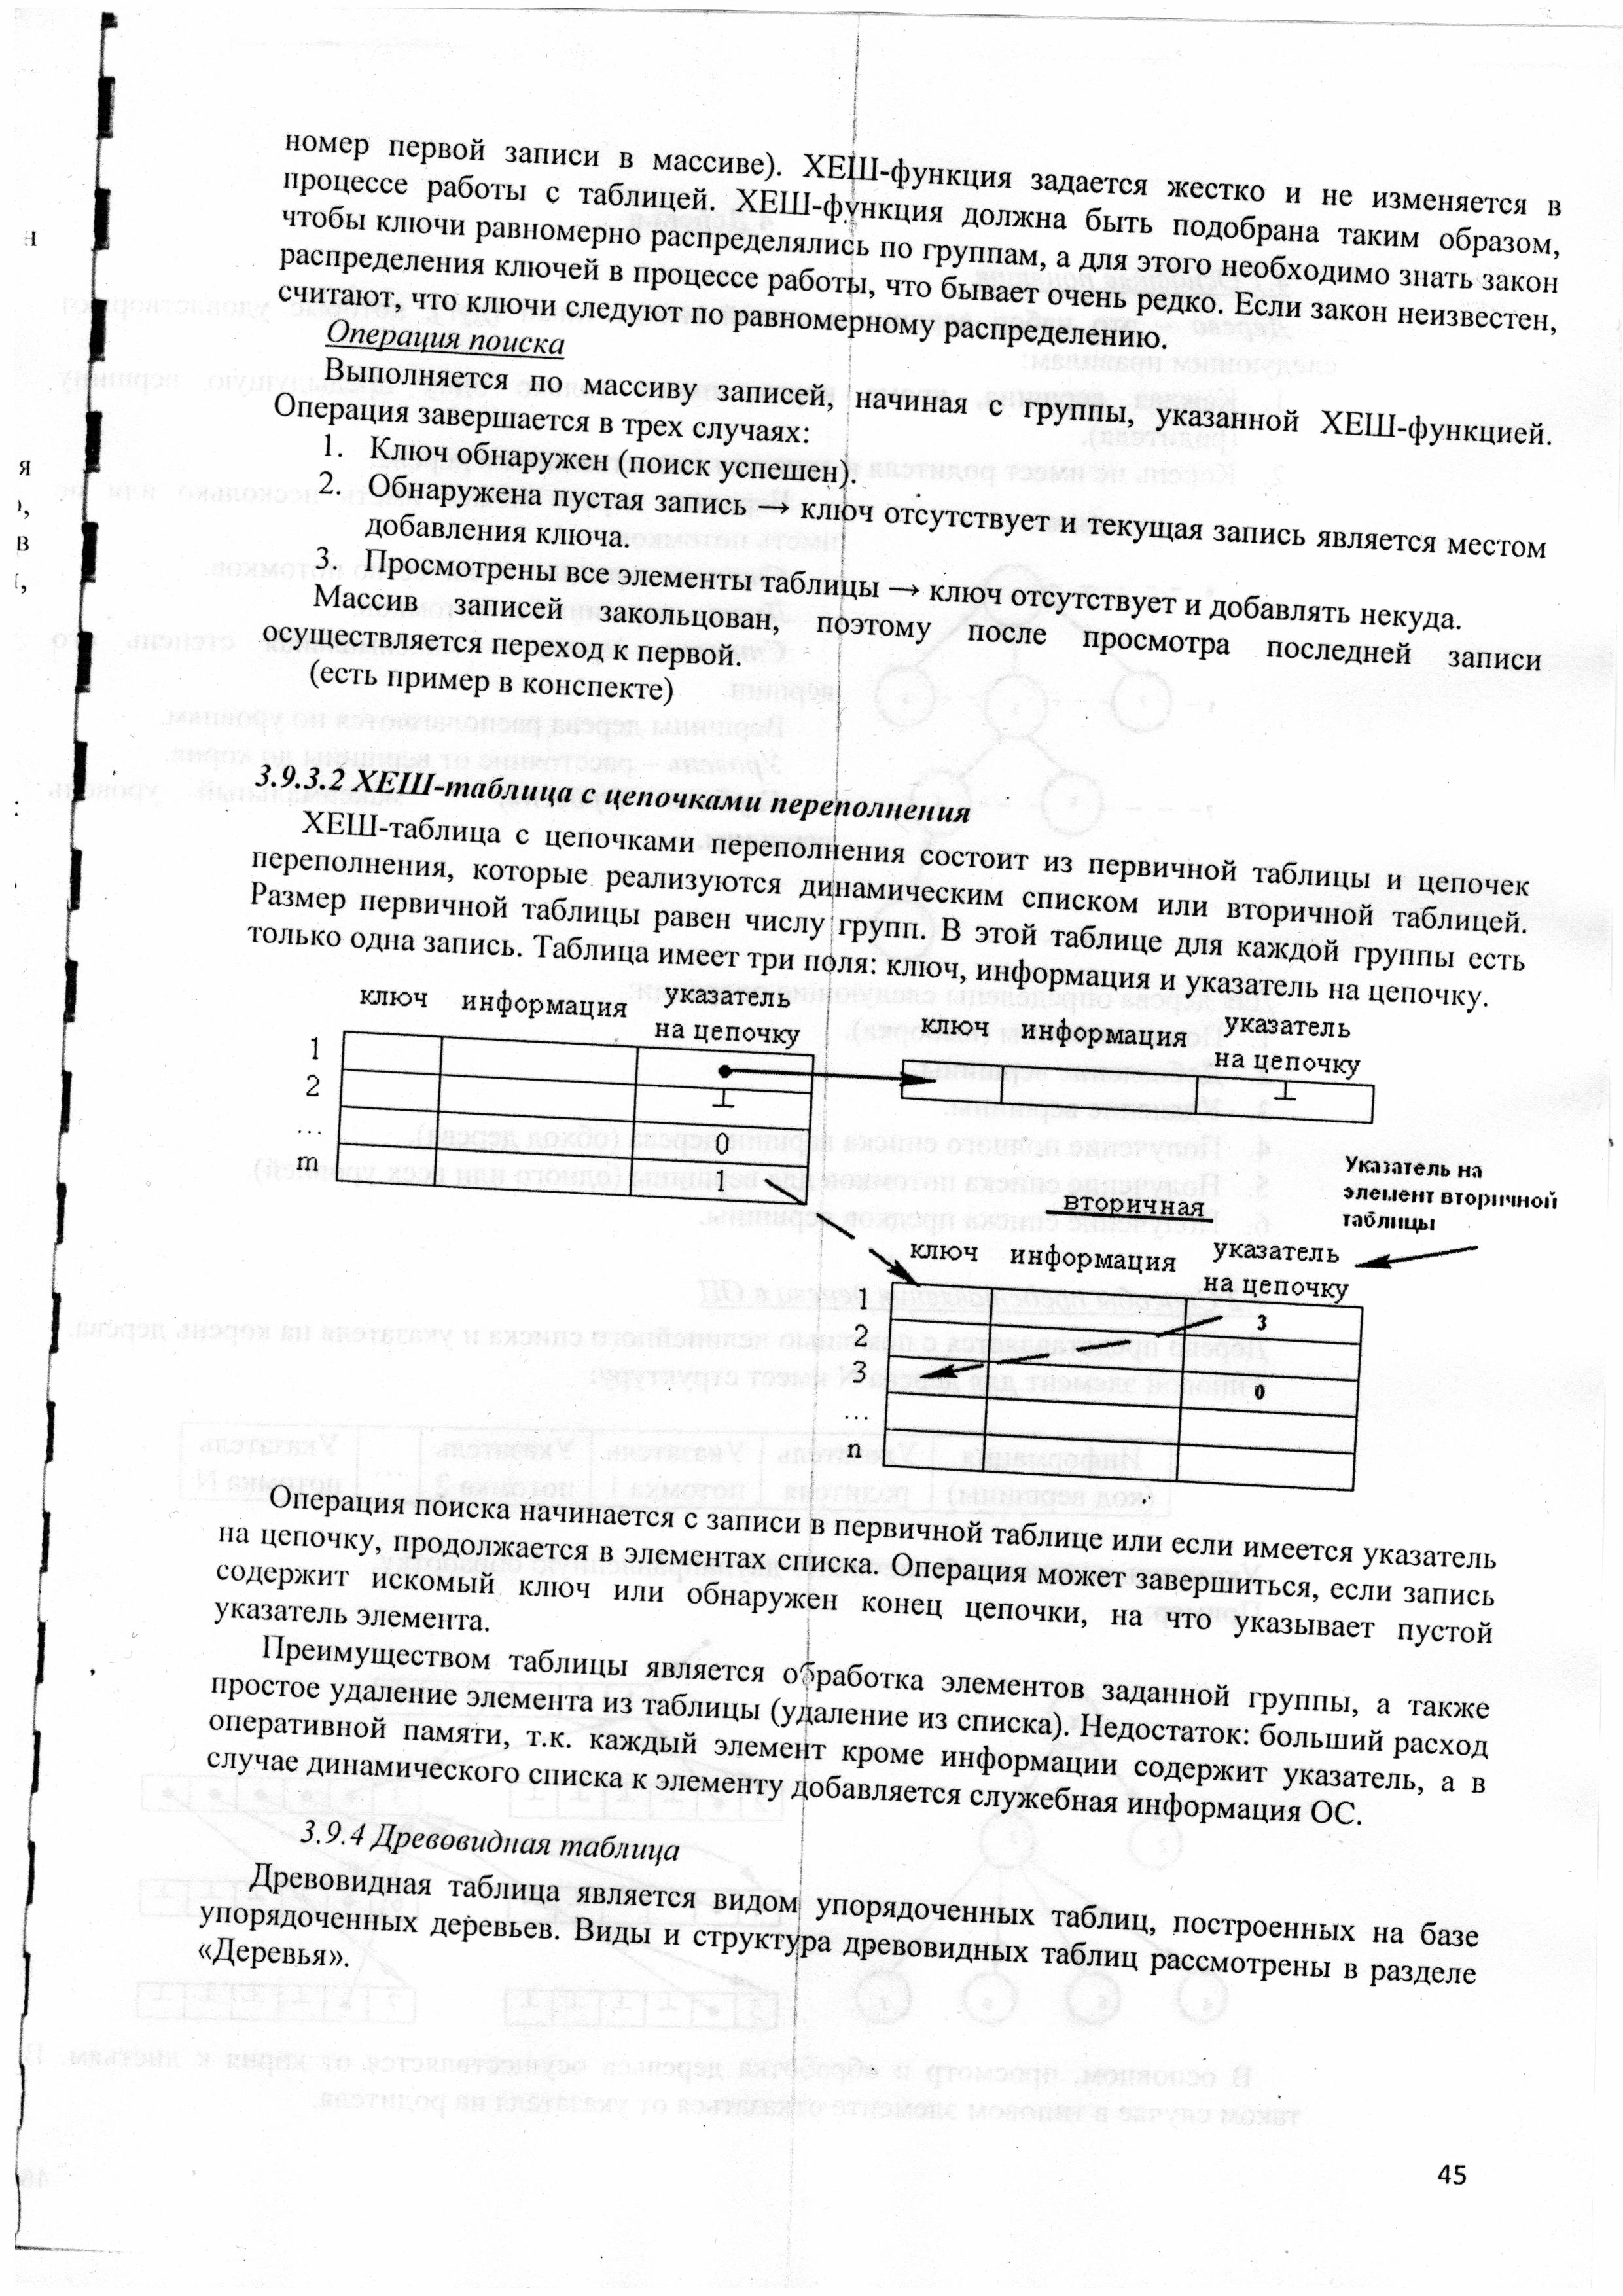 номер первой записи в массиве). ХЕШ-функция задается жестко и не изменяется в
процессе работы с таблицей. ХЕШ-функция должна быть подобрана таким образом,
чтобы ключи равномерно распределялись по группам, а для этого необходимо знать закон
распределения ключей в процессе работы, что бывает очень редко. Если закон неизвестен,
считают, что ключи следуют по равномерному распределению.
Операция поиска
Выполняется по массиву записей, начиная с группы, указанной ХЕШ-функцией.
Операция завершается в трех случаях:
1. Ключ обнаружен (поиск успешен).
2. Обнаружена пустая запись → ключ отсутствует и текущая запись является местом
добавления ключа.
3. Просмотрены все элементы таблицы → ключ отсутствует и добавлять некуда.
Массив записей закольцован, поэтому после просмотра последней записи
осуществляется переход к первой.
(есть пример в конспекте)
3.9.3.2 ХЕШ-таблица с цепочками переполнения
ХЕШ-таблица с цепочками переполнения состоит из первичной таблицы и цепочек
переполнения, которые реализуются динамическим списком или вторичной таблицей.
Размер первичной таблицы равен числу групп. В этой таблице для каждой группы есть
только одна запись. Таблица имеет три поля: ключ, информация и указатель на цепочку.
ключ информация указатель
на цепочку
1
2
...
m
⊥
0
1
ключ информация указатель
на цепочку
⊥
вторичная
Указатель на
элемент вторичной
таблицы
ключ информация указатель
на цепочку
1
2
3
...
n
3
0
Операция поиска начинается с записи в первичной таблице или если имеется указатель
на цепочку, продолжается в элементах списка. Операция может завершиться, если запись
содержит искомый ключ или обнаружен конец цепочки, на что указывает пустой
указатель элемента.
Преимуществом таблицы является обработка элементов заданной группы, а также
простое удаление элемента из таблицы (удаление из списка). Недостаток: больший расход
оперативной памяти, т.к. каждый элемент кроме информации содержит указатель, а в
случае динамического списка к элементу добавляется служебная информация ОС.
3.9.4 Древовидная таблица
Древовидная таблица является видом упорядоченных таблиц, построенных на базе
упорядоченных деревьев. Виды и структура древовидных таблиц рассмотрены в разделе
«Деревья».
45